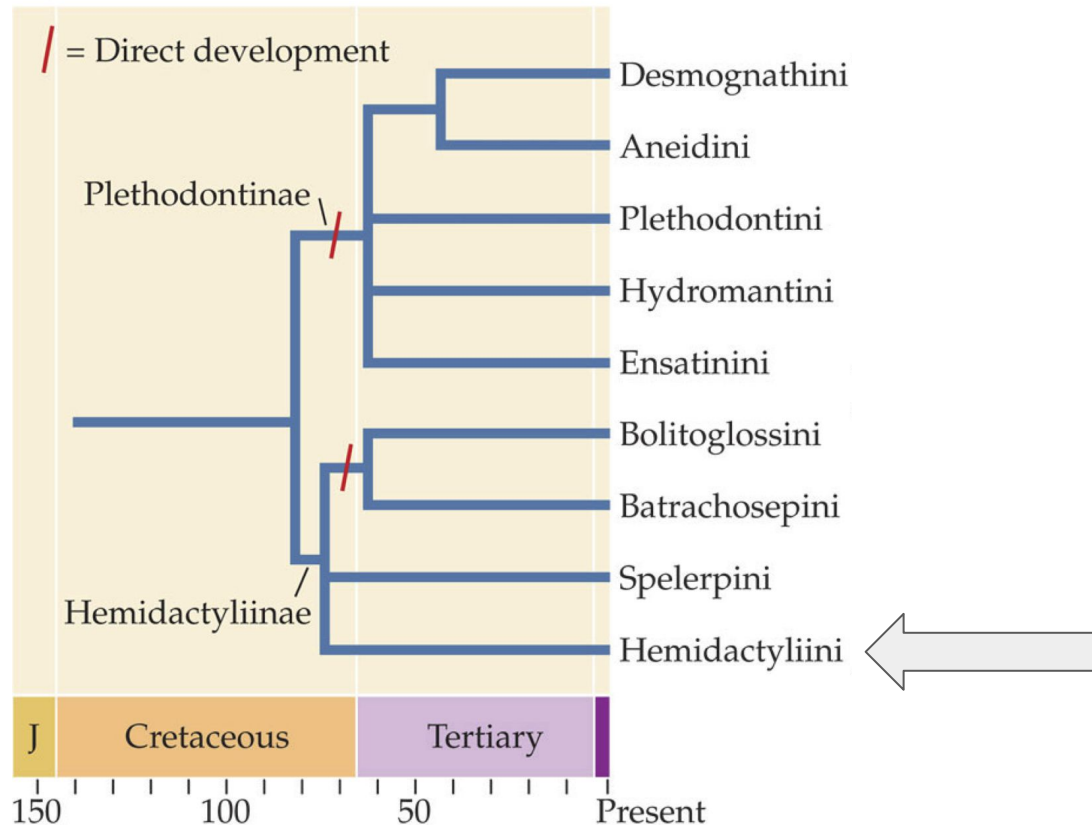 = Direct development
Desmognathini
Aneidini
Plethodontinae
Plethodontini
Hydromantini
Ensatinini
Bolitoglossini
Batrachosepini
Spelerpini
Hemidactyliinae
Hemidactyliini
J Cretaceous Tertiary
150 100 50 Present